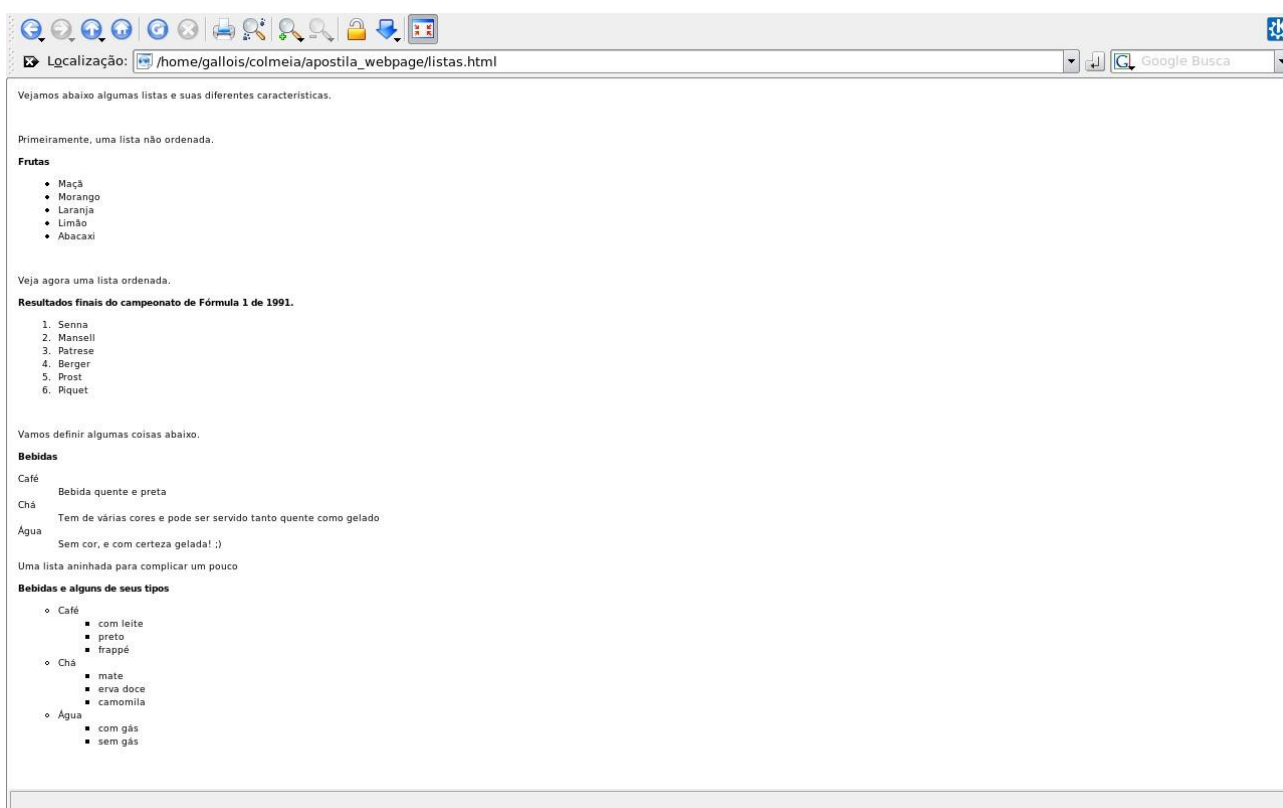 Localização: /home/gallois/colmeia/apostila_webpage/listas.html G Google Busca
Vejamos abaixo algumas listas e suas diferentes características.
Primeiramente, uma lista não ordenada.
Frutas
Maçã
Morango
Laranja
Limão
Abacaxi
Veja agora uma lista ordenada.
Resultados finais do campeonato de Fórmula 1 de 1991.
1. Senna
2. Mansell
3. Patrese
4. Berger
5. Prost
6. Piquet
Vamos definir algumas coisas abaixo.
Bebidas
Café
Bebida quente e preta
Chá
Tem de várias cores e pode ser servido tanto quente como gelado
Água
Sem cor, e com certeza gelada! ;)
Uma lista aninhada para complicar um pouco
Bebidas e alguns de seus tipos
Café
com leite
preto
frappé
Chá
mate
erva doce
camomila
Água
com gás
sem gás